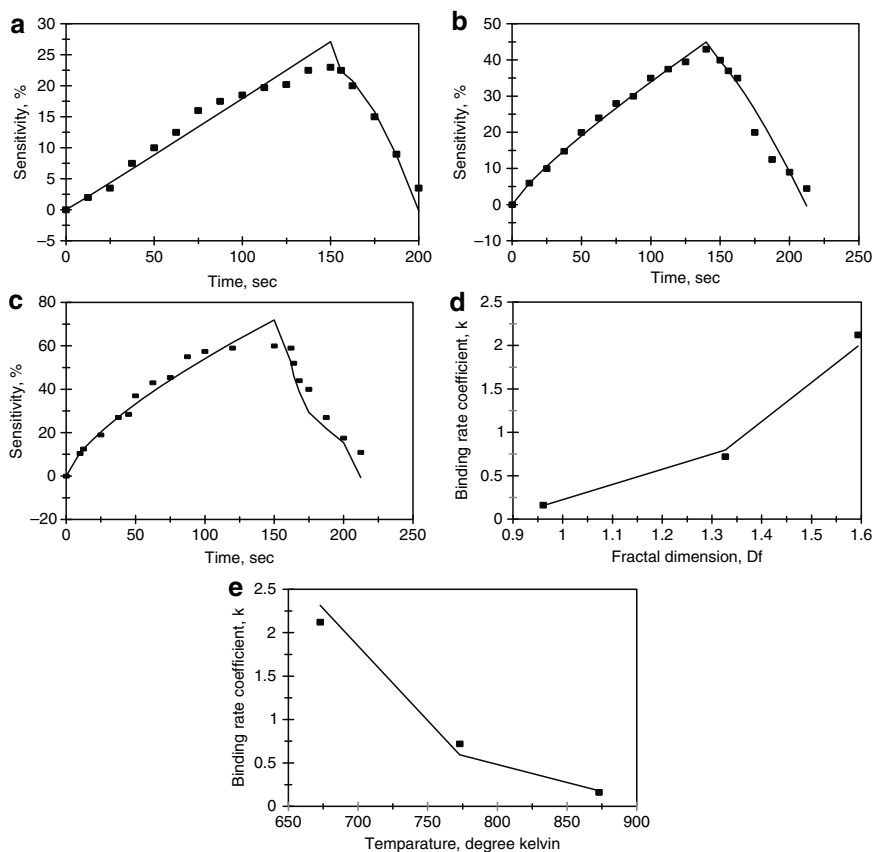 a
30
25
20
15
10
5
0
–5
Sensitivity, %
0 50 100 150 200
Time, sec
b
50
40
30
20
10
0
–10
Sensitivity, %
0 50 100 150 200 250
Time, sec
c
80
60
40
20
0
–20
Sensitivity, %
0 50 100 150 200 250
Time, sec
d
2.5
2
1.5
1
0.5
0
Binding rate coefficient, k
0.9 1 1.1 1.2 1.3 1.4 1.5 1.6
Fractal dimension, Df
e
2.5
2
1.5
1
0.5
0
Binding rate coefficient, k
650 700 750 800 850 900
Temparature, degree kelvin